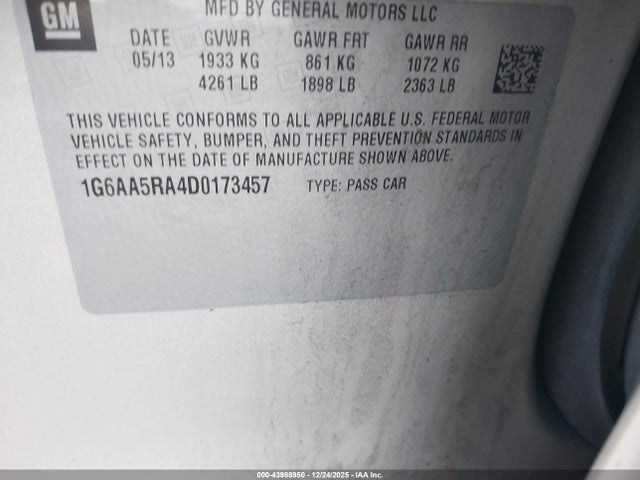 GM
MFD BY GENERAL MOTORS LLC
DATE GVWR GAWR FRT GAWR RR
05/13 1933 KG 861 KG 1072 KG
4261 LB 1898 LB 2363 LB
THIS VEHICLE CONFORMS TO ALL APPLICABLE U.S. FEDERAL MOTOR
VEHICLE SAFETY, BUMPER, AND THEFT PREVENTION STANDARDS IN
EFFECT ON THE DATE OF MANUFACTURE SHOWN ABOVE.
1G6AA5RA4D0173457 TYPE: PASS CAR
000-43988950 - 12/24/2025 - IAA Inc.